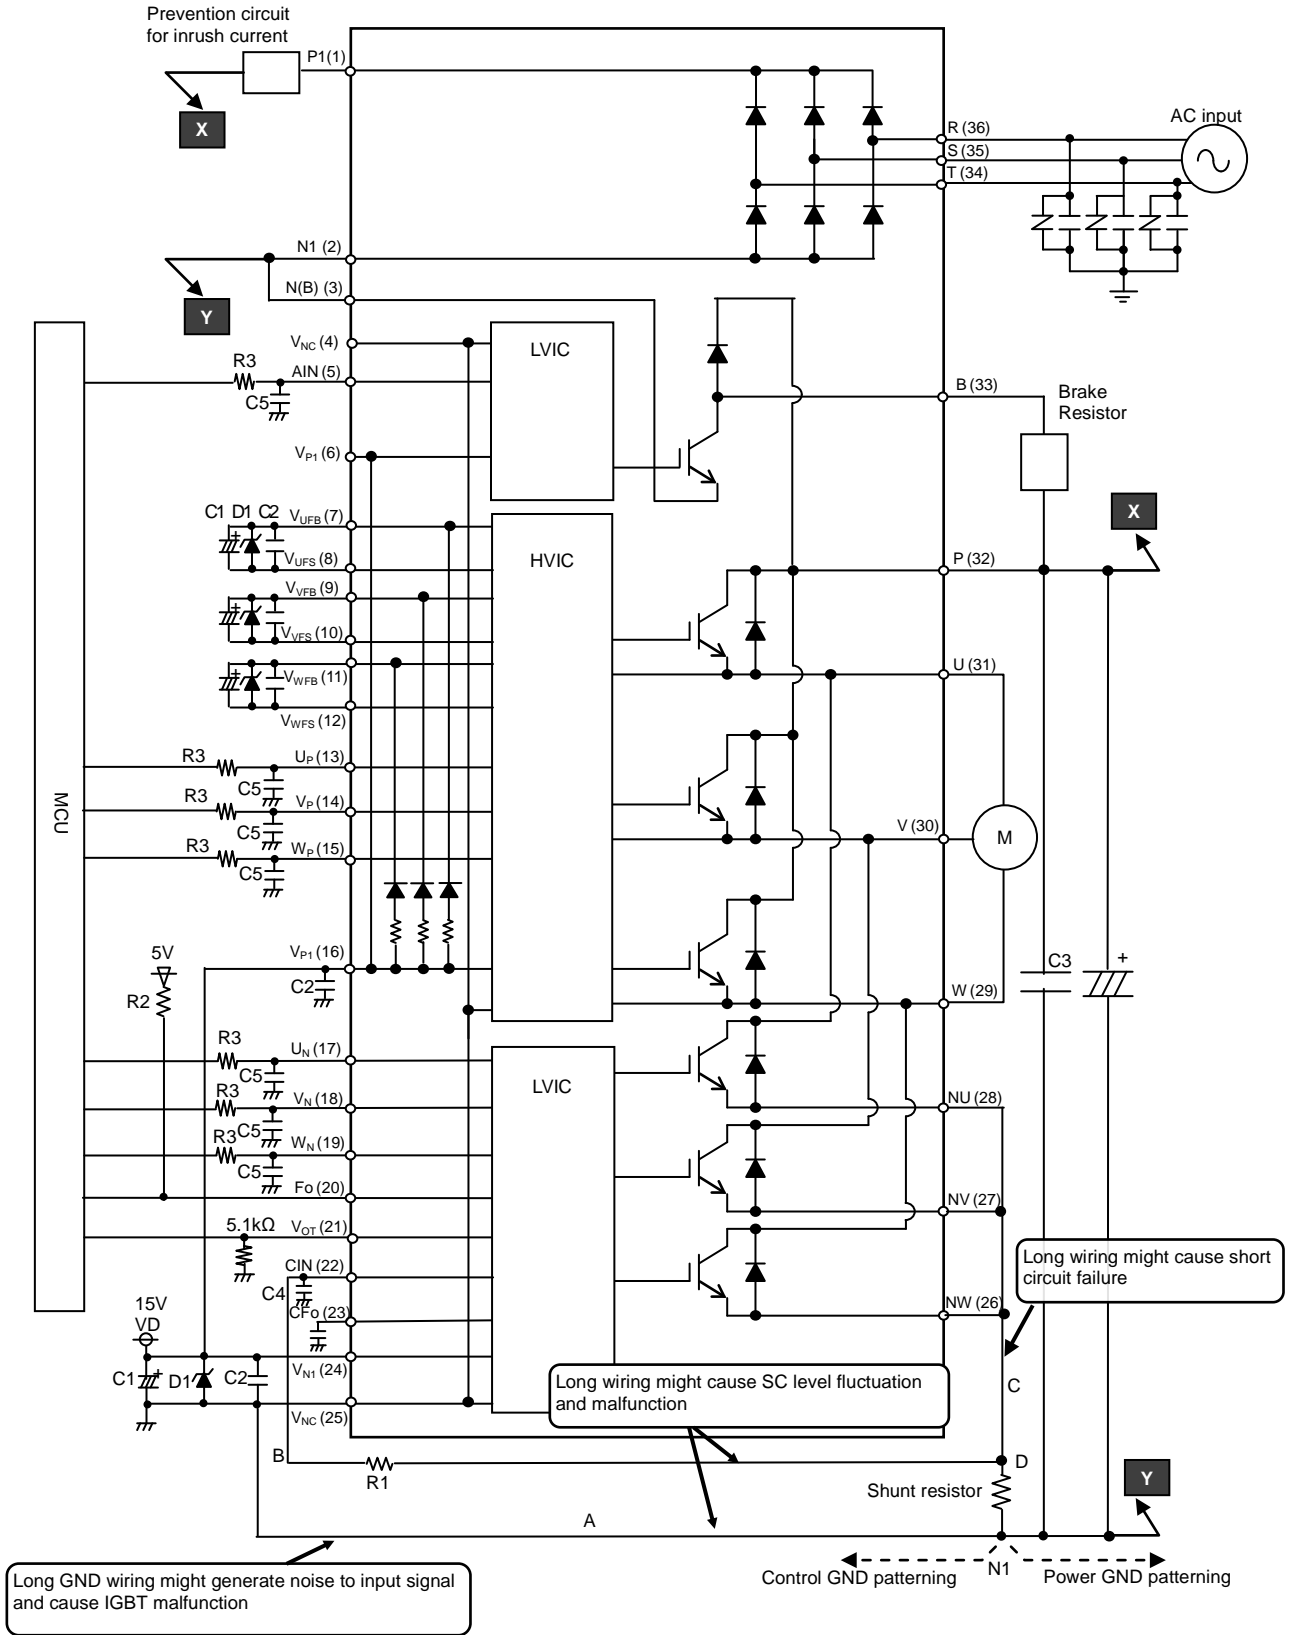 Prevention circuit
for inrush current
P1(1)
X
AC input
R (36)
S (35)
T (34)
N1 (2)
N(B) (3)
Y
VNC (4)
LVIC
R3
AIN (5)
C5
B (33)
Brake
Resistor
VP1 (6)
C1 D1 C2
VUFB (7)
X
VUFS (8)
HVIC
P (32)
VVFB (9)
VVFS (10)
U (31)
VWFB (11)
VWFS (12)
R3
UP (13)
C5
MCU
R3
VP (14)
C5
V (30)
M
R3
WP (15)
C5
5V
VP1 (16)
C3
+
R2
C2
W (29)
R3
UN (17)
C5
LVIC
R3
VN (18)
NU (28)
C5
R3
WN (19)
C5
Fo (20)
NV (27)
5.1kΩ
VOT (21)
Long wiring might cause short
circuit failure
CIN (22)
C4
NW (26)
15V
VD
CFo (23)
VN1 (24)
C1
+
D1
C2
Long wiring might cause SC level fluctuation
and malfunction
C
VNC (25)
B
R1
D
Y
Shunt resistor
A
Long GND wiring might generate noise to input signal
and cause IGBT malfunction
Control GND patterning
N1
Power GND patterning